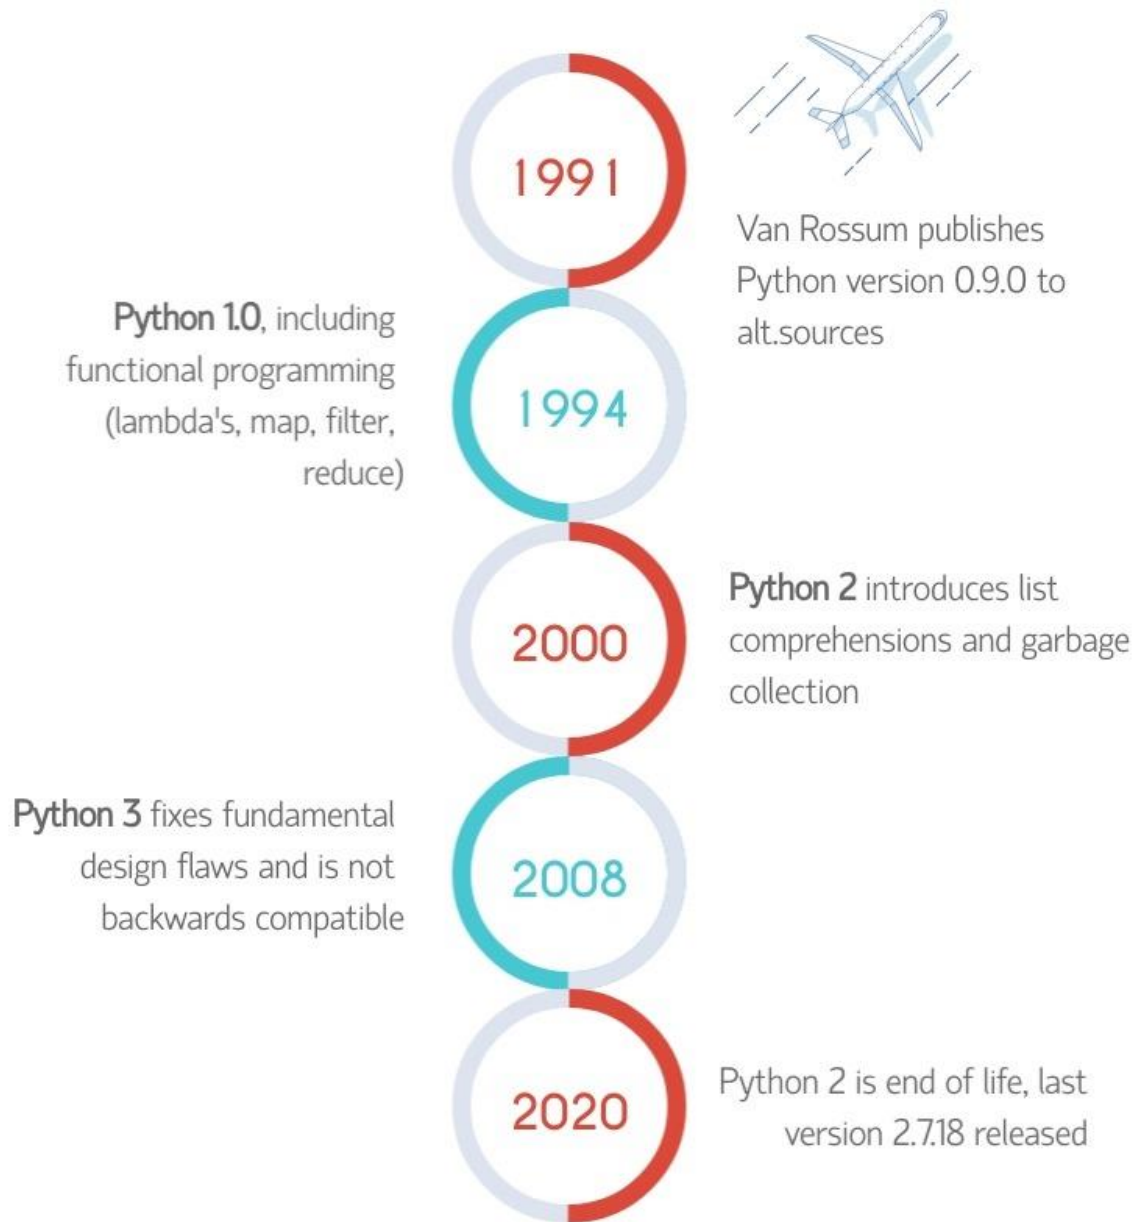 1991
Van Rossum publishes
Python version 0.9.0 to
alt.sources
Python 1.0, including
functional programming
(lambda's, map, filter,
reduce)
1994
2000
Python 2 introduces list
comprehensions and garbage
collection
Python 3 fixes fundamental
design flaws and is not
backwards compatible
2008
2020
Python 2 is end of life, last
version 2.7.18 released